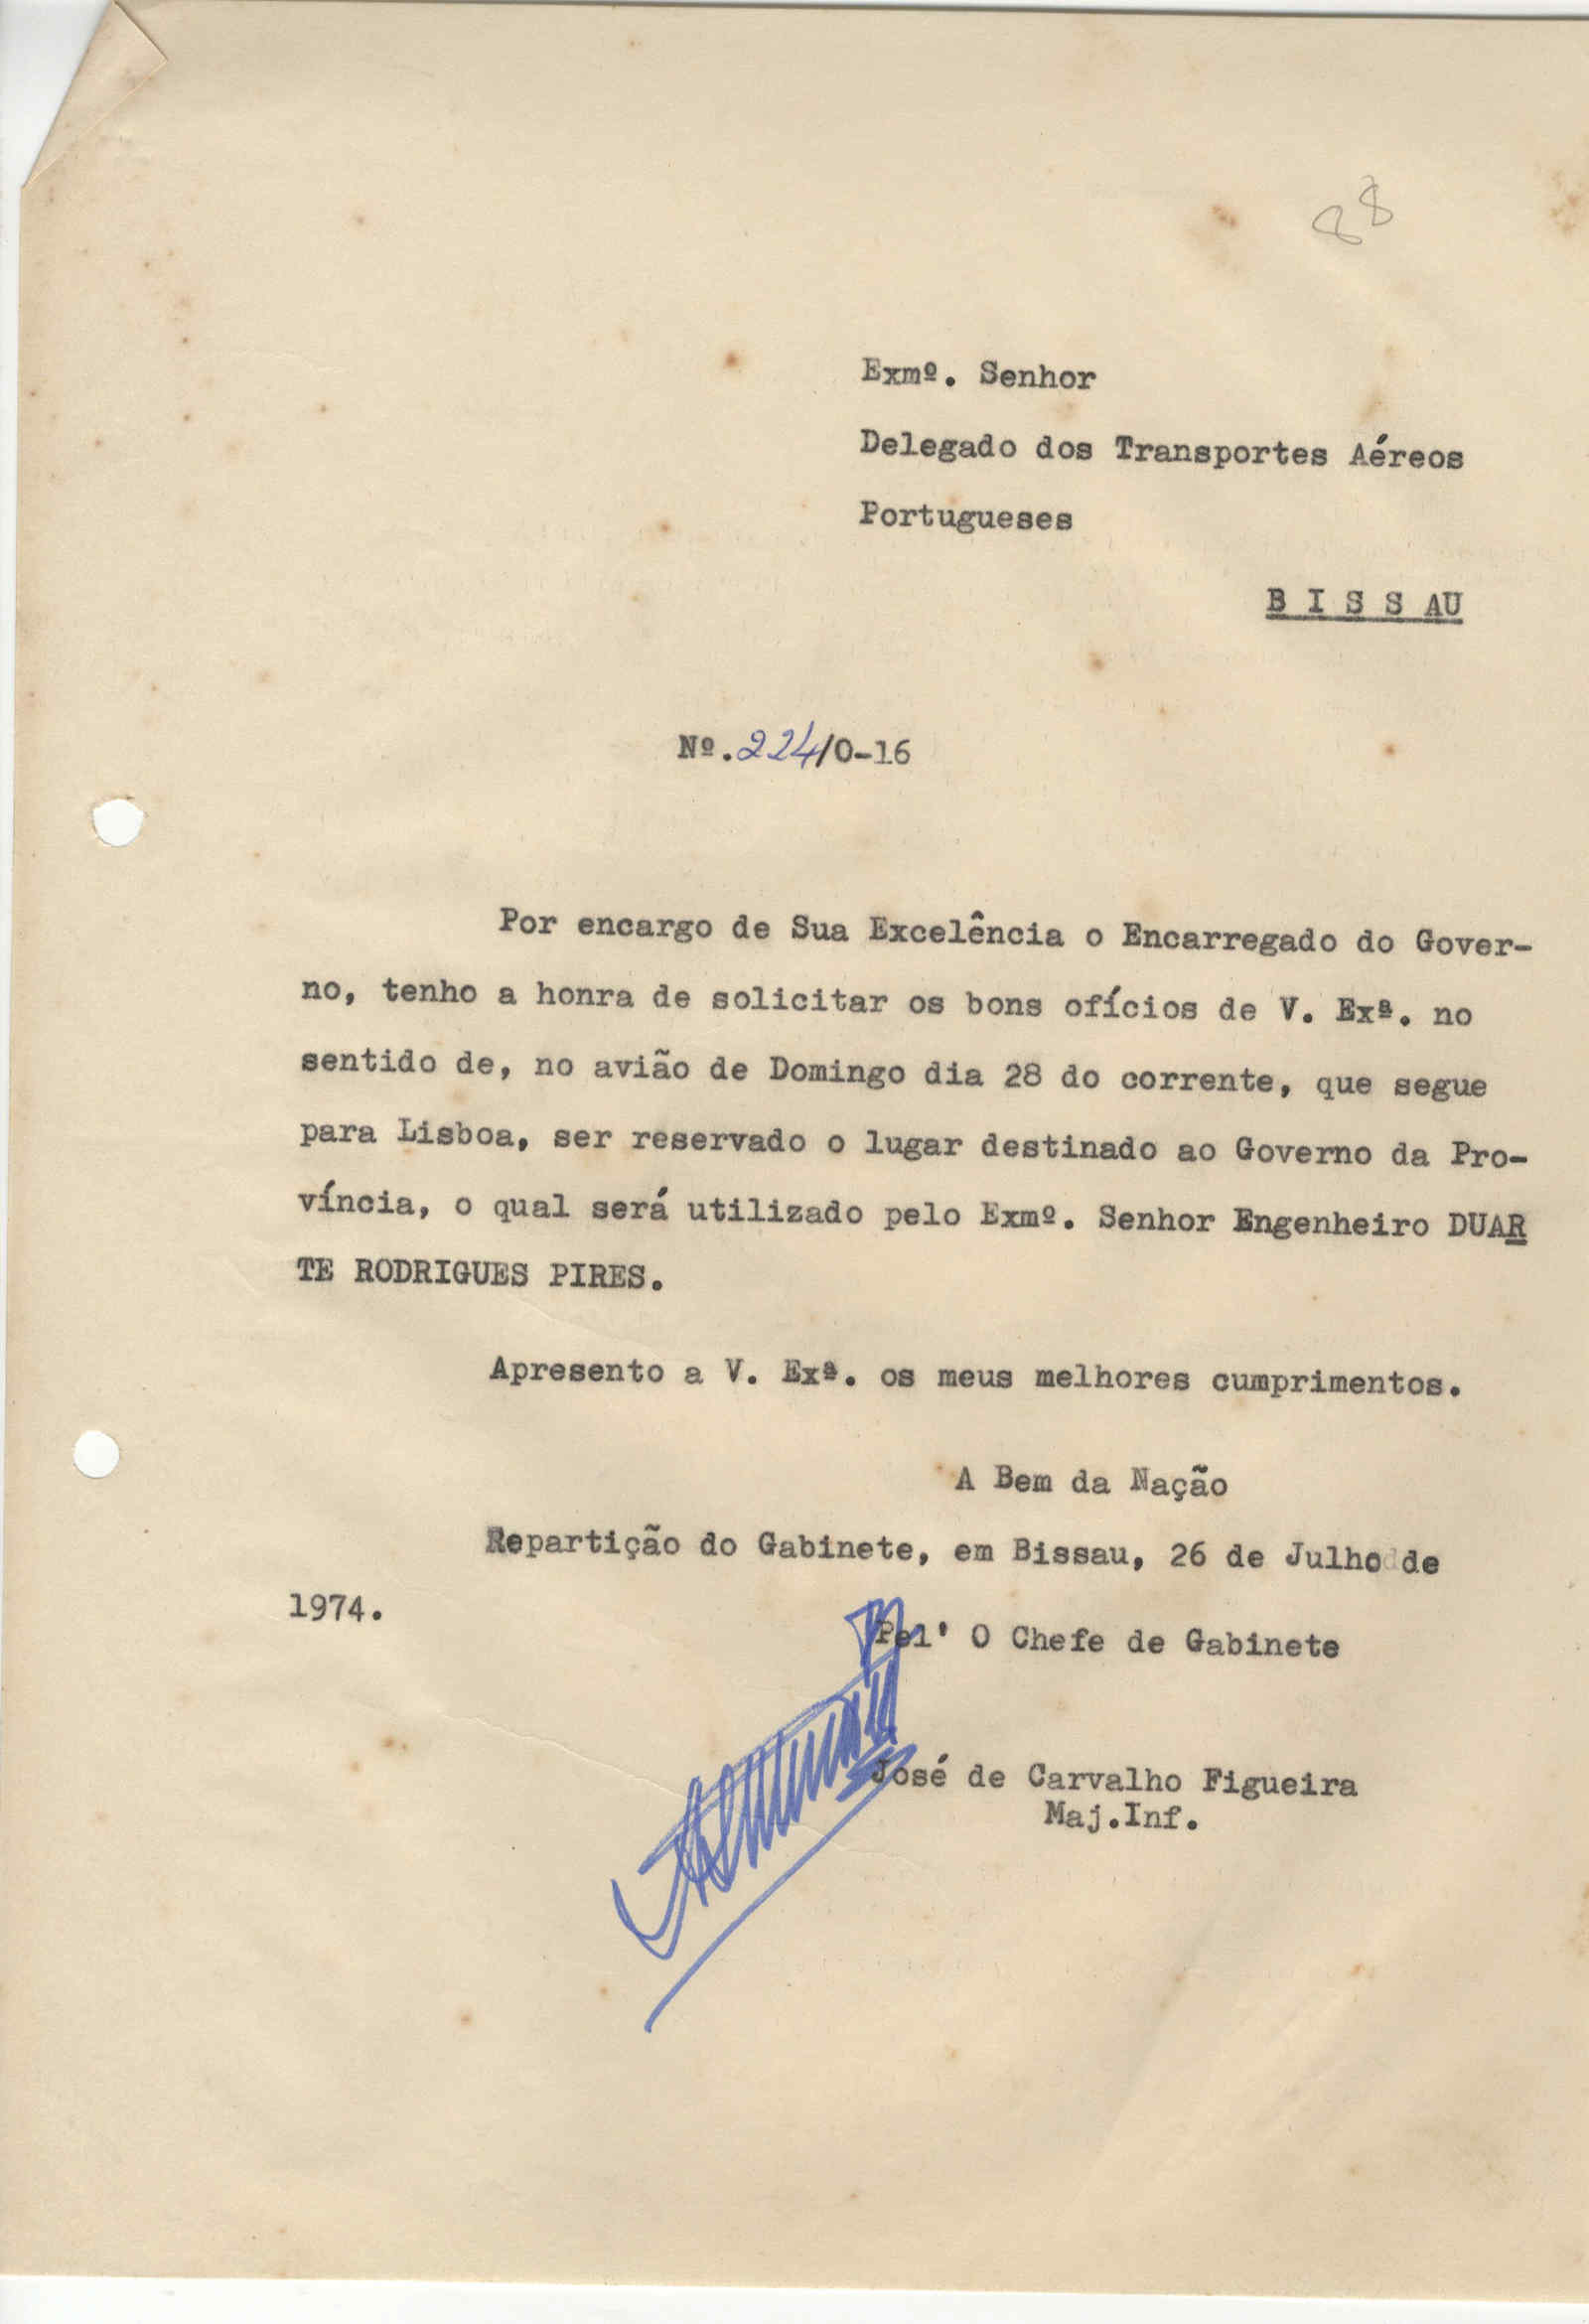 88
Exmº. Senhor
Delegado dos Transportes Aéreos
Portugueses
B I S S AU
Nº.224/0-16
Por encargo de Sua Excelência o Encarregado do Gover-
no, tenho a honra de solicitar os bons ofícios de V. Exª. no
sentido de, no avião de Domingo dia 28 do corrente, que segue
para Lisboa, ser reservado o lugar destinado ao Governo da Pro-
víncia, o qual será utilizado pelo Exmº. Senhor Engenheiro DUAR
TE RODRIGUES PIRES.
Apresento a V. Exª. os meus melhores cumprimentos.
A Bem da Nação
Repartição do Gabinete, em Bissau, 26 de Julho de
1974.
Pel' O Chefe de Gabinete
José de Carvalho Figueira
Maj.Inf.